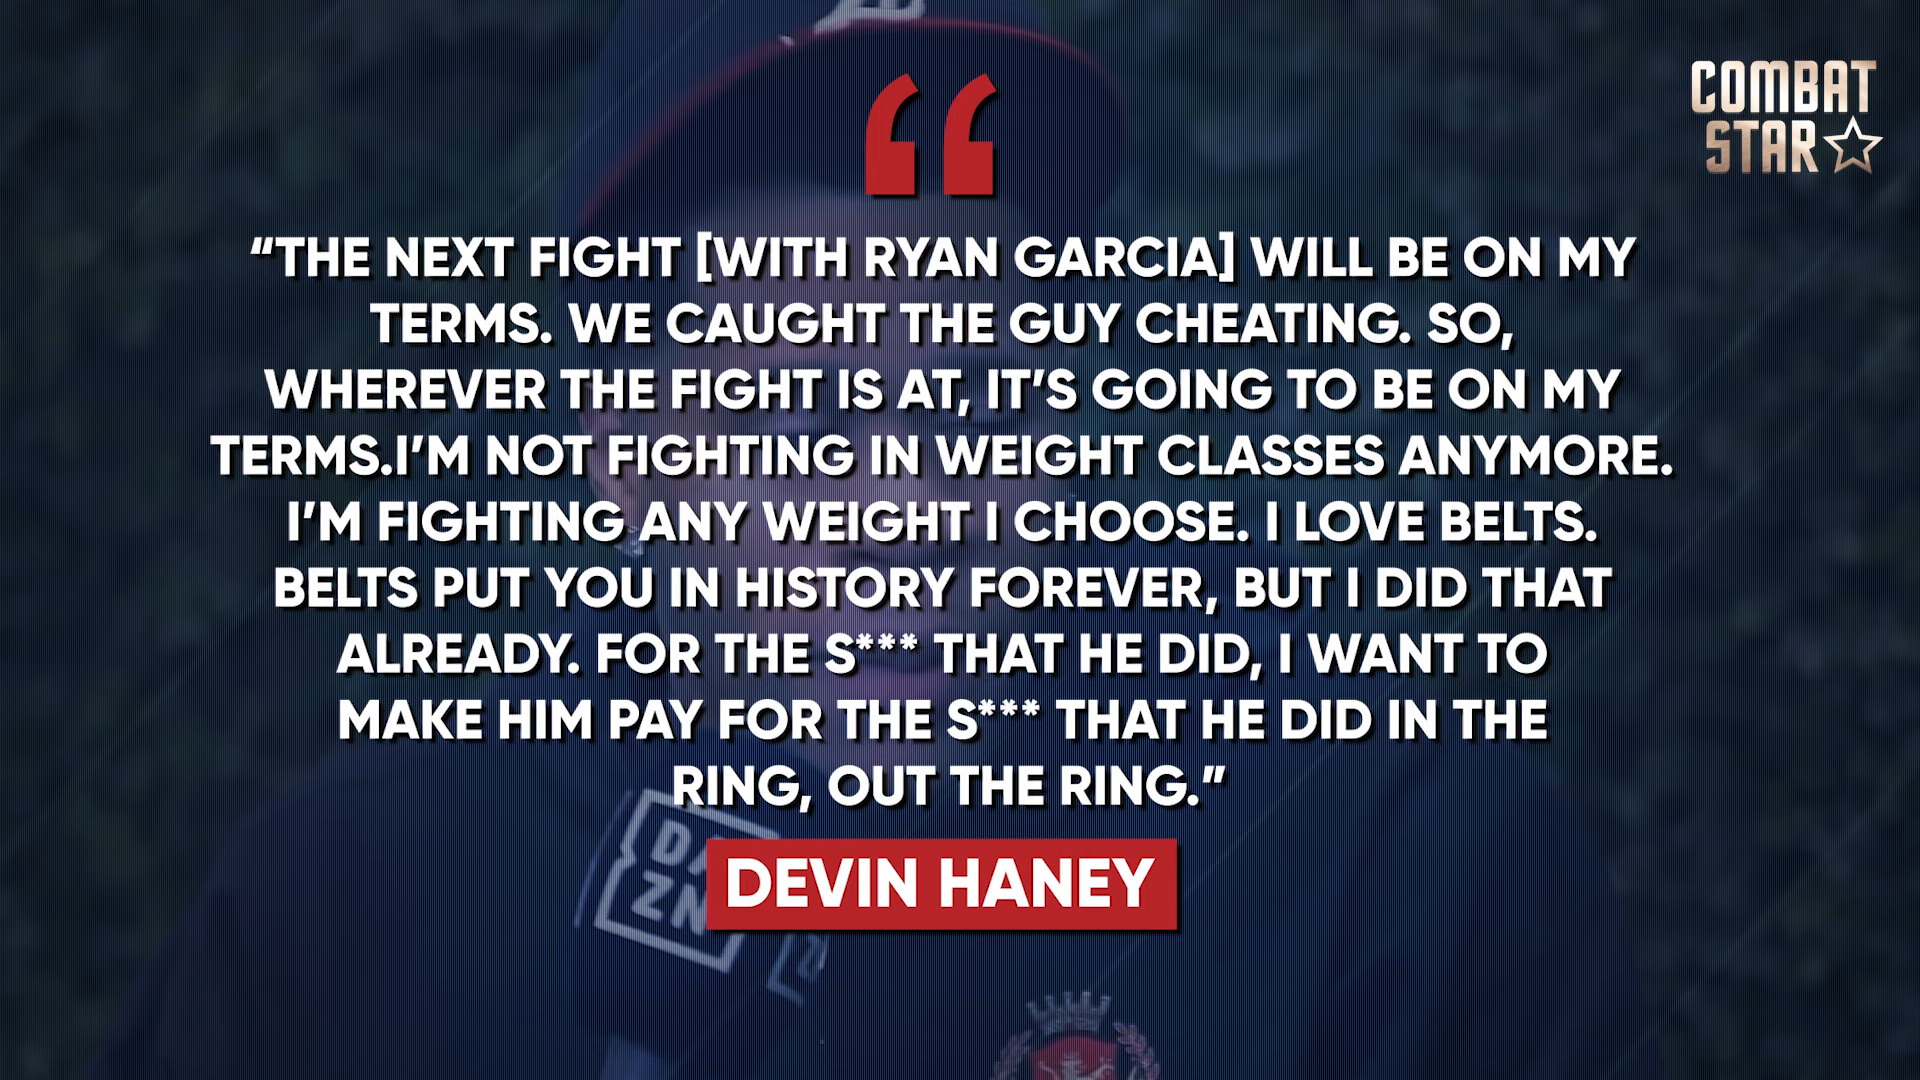 COMBAT
STAR
“THE NEXT FIGHT [WITH RYAN GARCIA] WILL BE ON MY
TERMS. WE CAUGHT THE GUY CHEATING. SO,
WHEREVER THE FIGHT IS AT, IT’S GOING TO BE ON MY
TERMS.I’M NOT FIGHTING IN WEIGHT CLASSES ANYMORE.
I’M FIGHTING ANY WEIGHT I CHOOSE. I LOVE BELTS.
BELTS PUT YOU IN HISTORY FOREVER, BUT I DID THAT
ALREADY. FOR THE S*** THAT HE DID, I WANT TO
MAKE HIM PAY FOR THE S*** THAT HE DID IN THE
RING, OUT THE RING.”
DEVIN HANEY